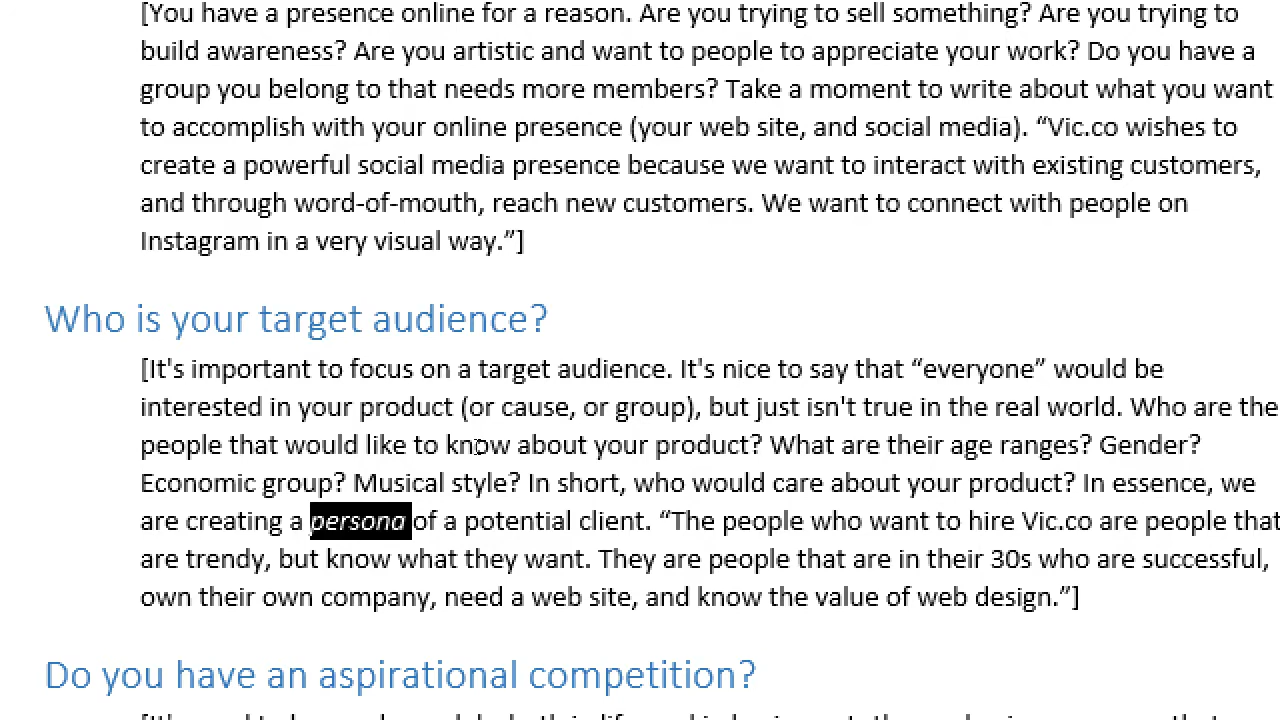 [You have a presence online for a reason. Are you trying to sell something? Are you trying to
build awareness? Are you artistic and want to people to appreciate your work? Do you have a
group you belong to that needs more members? Take a moment to write about what you want
to accomplish with your online presence (your web site, and social media). “Vic.co wishes to
create a powerful social media presence because we want to interact with existing customers,
and through word-of-mouth, reach new customers. We want to connect with people on
Instagram in a very visual way.”]
Who is your target audience?
[It's important to focus on a target audience. It's nice to say that “everyone” would be
interested in your product (or cause, or group), but just isn't true in the real world. Who are the
people that would like to know about your product? What are their age ranges? Gender?
Economic group? Musical style? In short, who would care about your product? In essence, we
are creating a persona of a potential client. “The people who want to hire Vic.co are people that
are trendy, but know what they want. They are people that are in their 30s who are successful,
own their own company, need a web site, and know the value of web design.”]
Do you have an aspirational competition?